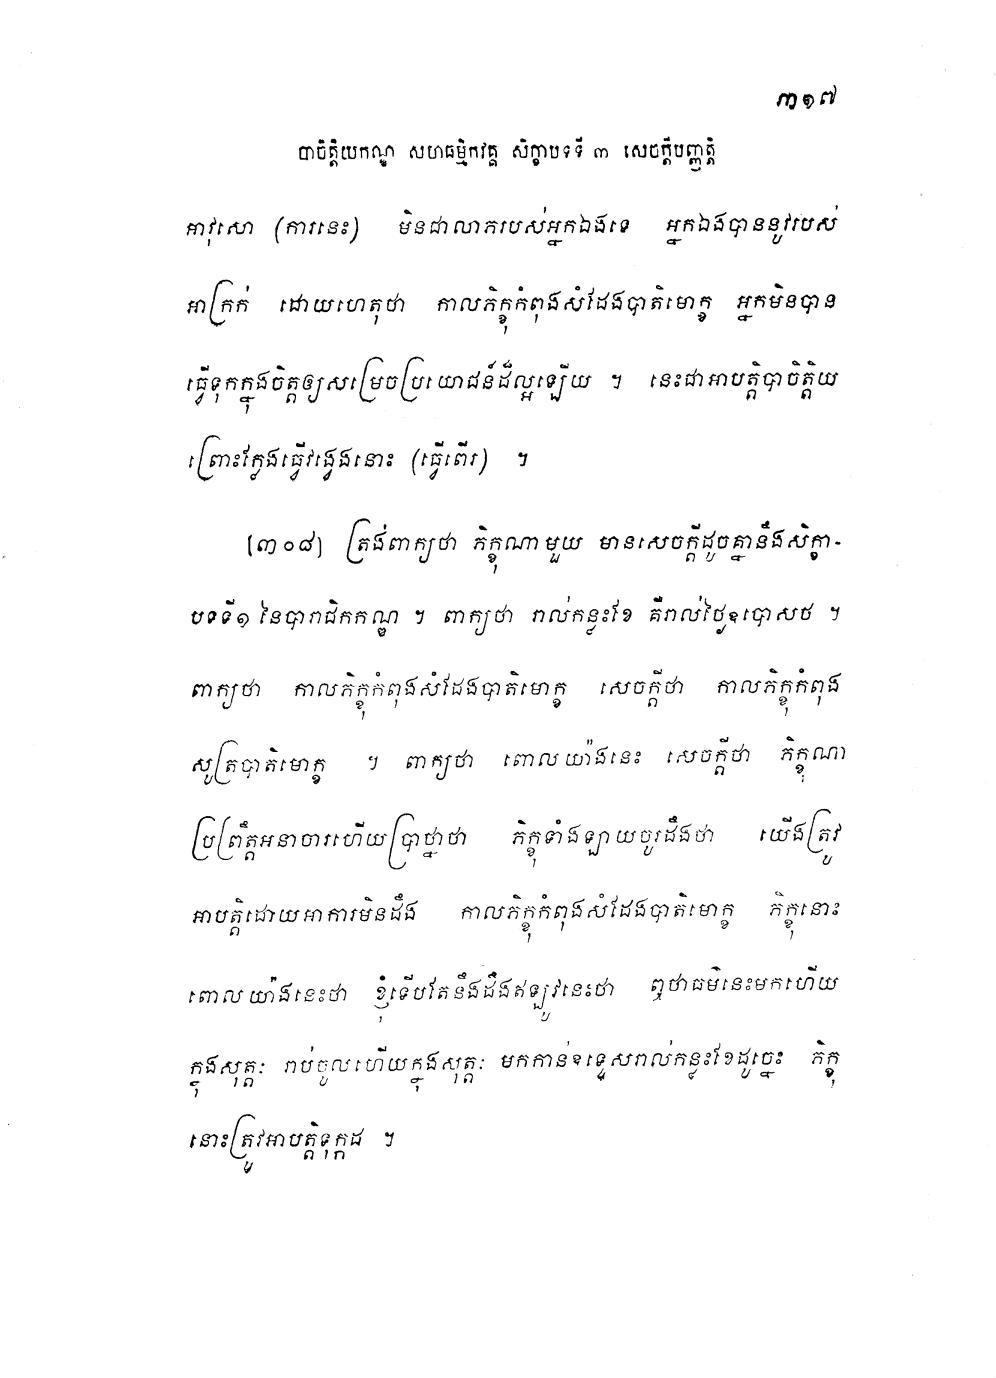 ៣១៧
បាចិត្តិយកណ្ឌ សហធម្មិកវគ្គ សិក្ខាបទទី ៣ សេចក្តីបញ្ញត្តិ
អាវុសោ (ការនេះ) មិនជាលាភរបស់អ្នកឯងទេ អ្នកឯងបាននូវរបស់
អាក្រក់ ដោយហេតុថា កាលភិក្ខុកំពុងសំដែងបាតិមោក្ខ អ្នកមិនបាន
ធ្វើទុកក្នុងចិត្តឲ្យសម្រេចប្រយោជន៍ដ៏ល្អឡើយ ។ នេះជាអាបត្តិបាចិត្តិយ
ព្រោះក្លែងធ្វើវង្វេងនោះ (ធ្វើពើរ) ។
[៣០៨] ត្រង់ពាក្យថា ភិក្ខុណាមួយ មានសេចក្តីដូចគ្នានឹងសិក្ខា-
បទទី១ នៃបារាជិកកណ្ឌ ។ ពាក្យថា រាល់កន្លះខែ គឺរាល់ថ្ងៃឧបោសថ ។
ពាក្យថា កាលភិក្ខុកំពុងសំដែងបាតិមោក្ខ សេចក្តីថា កាលភិក្ខុកំពុង
សូត្របាតិមោក្ខ ។ ពាក្យថា ពោលយ៉ាងនេះ សេចក្តីថា ភិក្ខុណា
ប្រព្រឹត្តអនាចារហើយប្រាថ្នាថា ភិក្ខុទាំងឡាយចូរដឹងថា យើងត្រូវ
អាបត្តិដោយអាការមិនដឹង កាលភិក្ខុកំពុងសំដែងបាតិមោក្ខ ភិក្ខុនោះ
ពោលយ៉ាងនេះថា ខ្ញុំទើបតែនឹងដឹងឥឡូវនេះថា ឮថាធម៌នេះមកហើយ
ក្នុងសុត្តៈ រាប់ចូលហើយក្នុងសុត្តៈ មកកាន់ឧទ្ទេសរាល់កន្លះខែដូច្នេះ ភិក្ខុ
នោះត្រូវអាបត្តិទុក្កដ ។